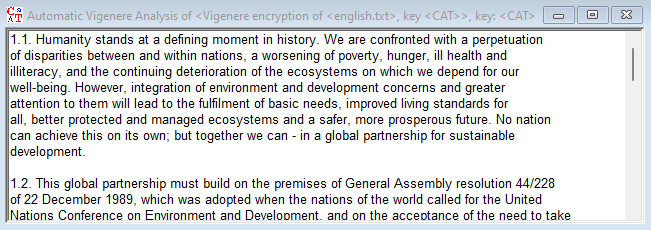 Automatic Vigenere Analysis of <Vigenere encryption of <english.txt>, key <CAT>>, key: <CAT>
1.1. Humanity stands at a defining moment in history. We are confronted with a perpetuation
of disparities between and within nations, a worsening of poverty, hunger, ill health and
illiteracy, and the continuing deterioration of the ecosystems on which we depend for our
well-being. However, integration of environment and development concerns and greater
attention to them will lead to the fulfilment of basic needs, improved living standards for
all, better protected and managed ecosystems and a safer, more prosperous future. No nation
can achieve this on its own; but together we can - in a global partnership for sustainable
development.
1.2. This global partnership must build on the premises of General Assembly resolution 44/228
of 22 December 1989, which was adopted when the nations of the world called for the United
Nations Conference on Environment and Development, and on the acceptance of the need to take